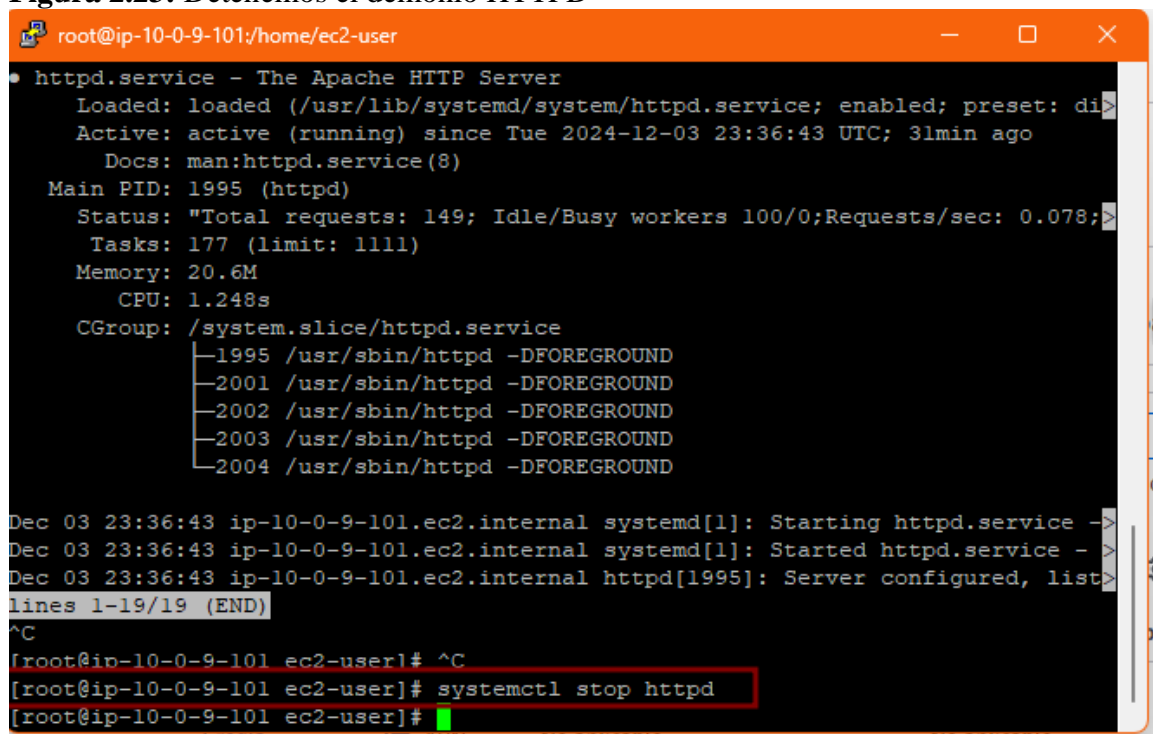 Figura 2.25: Detenemos el demonio HTTPD
root@ip-10-0-9-101:/home/ec2-user
● httpd.service - The Apache HTTP Server
Loaded: loaded (/usr/lib/systemd/system/httpd.service; enabled; preset: di>
Active: active (running) since Tue 2024-12-03 23:36:43 UTC; 31min ago
Docs: man:httpd.service(8)
Main PID: 1995 (httpd)
Status: "Total requests: 149; Idle/Busy workers 100/0;Requests/sec: 0.078;>
Tasks: 177 (limit: 1111)
Memory: 20.6M
CPU: 1.248s
CGroup: /system.slice/httpd.service
├─1995 /usr/sbin/httpd -DFOREGROUND
├─2001 /usr/sbin/httpd -DFOREGROUND
├─2002 /usr/sbin/httpd -DFOREGROUND
├─2003 /usr/sbin/httpd -DFOREGROUND
└─2004 /usr/sbin/httpd -DFOREGROUND
Dec 03 23:36:43 ip-10-0-9-101.ec2.internal systemd[1]: Starting httpd.service ->
Dec 03 23:36:43 ip-10-0-9-101.ec2.internal systemd[1]: Started httpd.service - >
Dec 03 23:36:43 ip-10-0-9-101.ec2.internal httpd[1995]: Server configured, list>
lines 1-19/19 (END)
^C
[root@ip-10-0-9-101 ec2-user]# ^C
[root@ip-10-0-9-101 ec2-user]# systemctl stop httpd
[root@ip-10-0-9-101 ec2-user]#